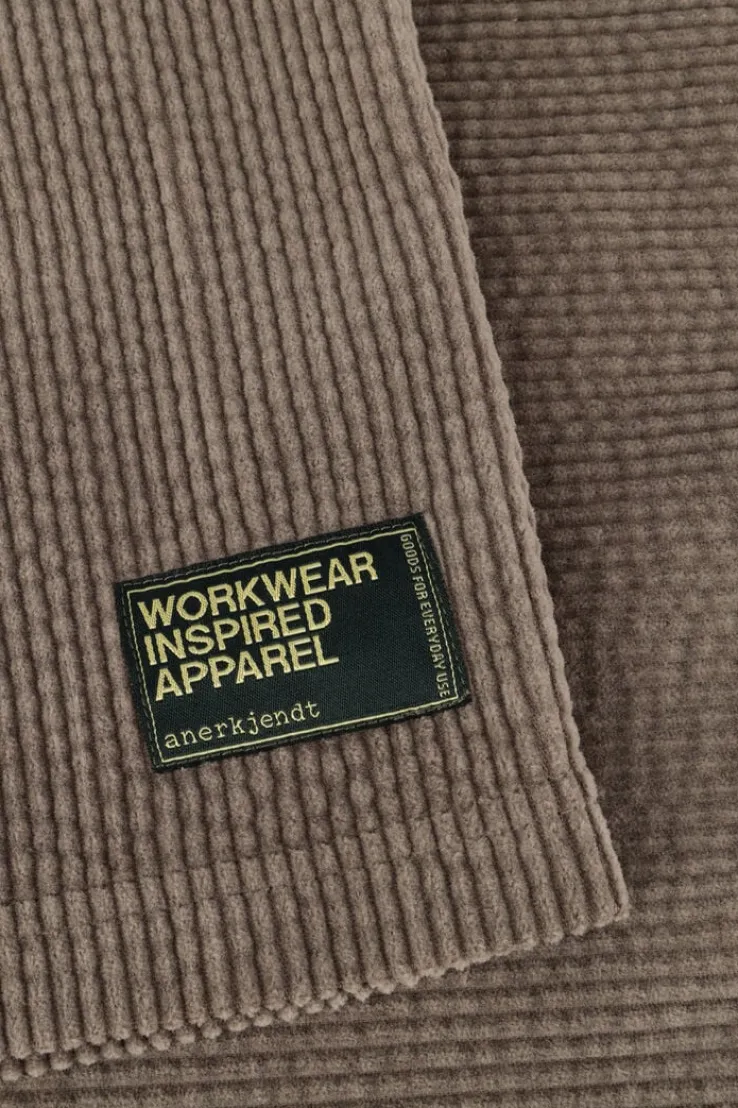 WORKWEAR
INSPIRED
APPAREL
anerkjendt
GOODS FOR EVERYDAY USE